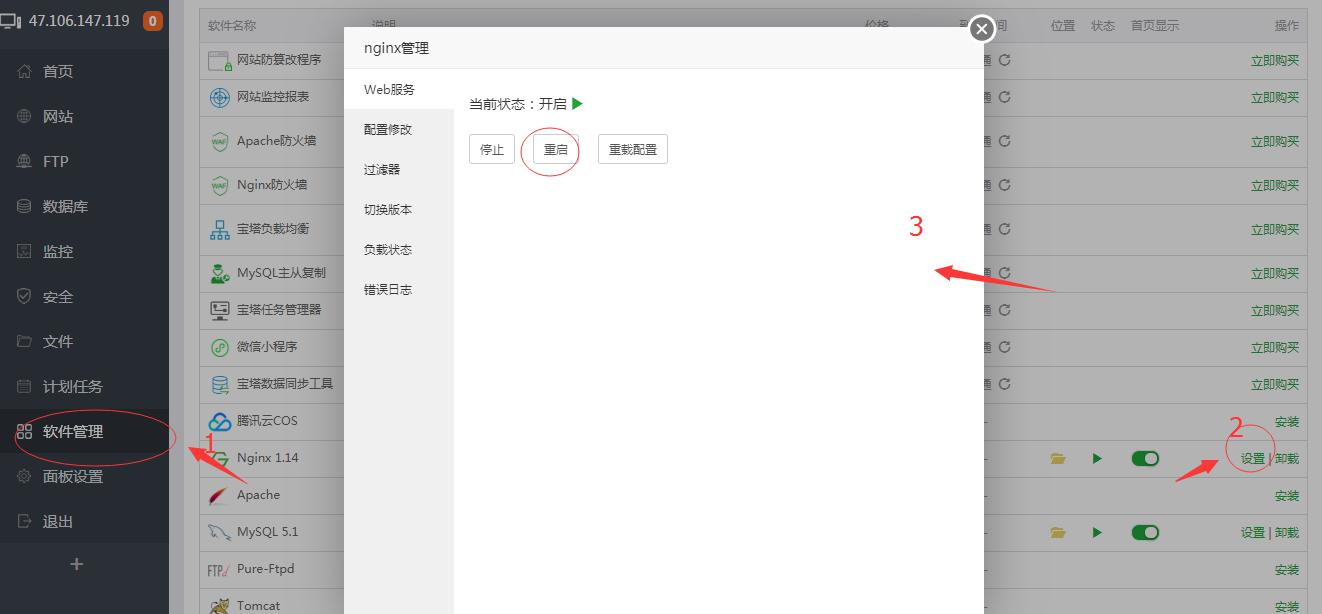 47.106.147.119 0
首页
网站
FTP
数据库
监控
安全
文件
计划任务
软件管理
面板设置
退出
+
1
软件名称 说明 价格 间 位置 状态 首页显示 操作
网站防篡改程序 通 立即购买
网站监控报表 通 立即购买
Apache防火墙 通 立即购买
Nginx防火墙 通 立即购买
宝塔负载均衡 通 立即购买
MySQL主从复制 通 立即购买
宝塔任务管理器 通 立即购买
微信小程序 通 立即购买
宝塔数据同步工具 通 立即购买
腾讯云COS - 安装
Nginx 1.14 - 设置 | 卸载
Apache - 安装
MySQL 5.1 - 设置 | 卸载
Pure-Ftpd - 安装
Tomcat - 安装
2
nginx管理
Web服务
配置修改
过滤器
切换版本
负载状态
错误日志
当前状态：开启
停止 重启 重载配置
3
WAF
WAF
FTP